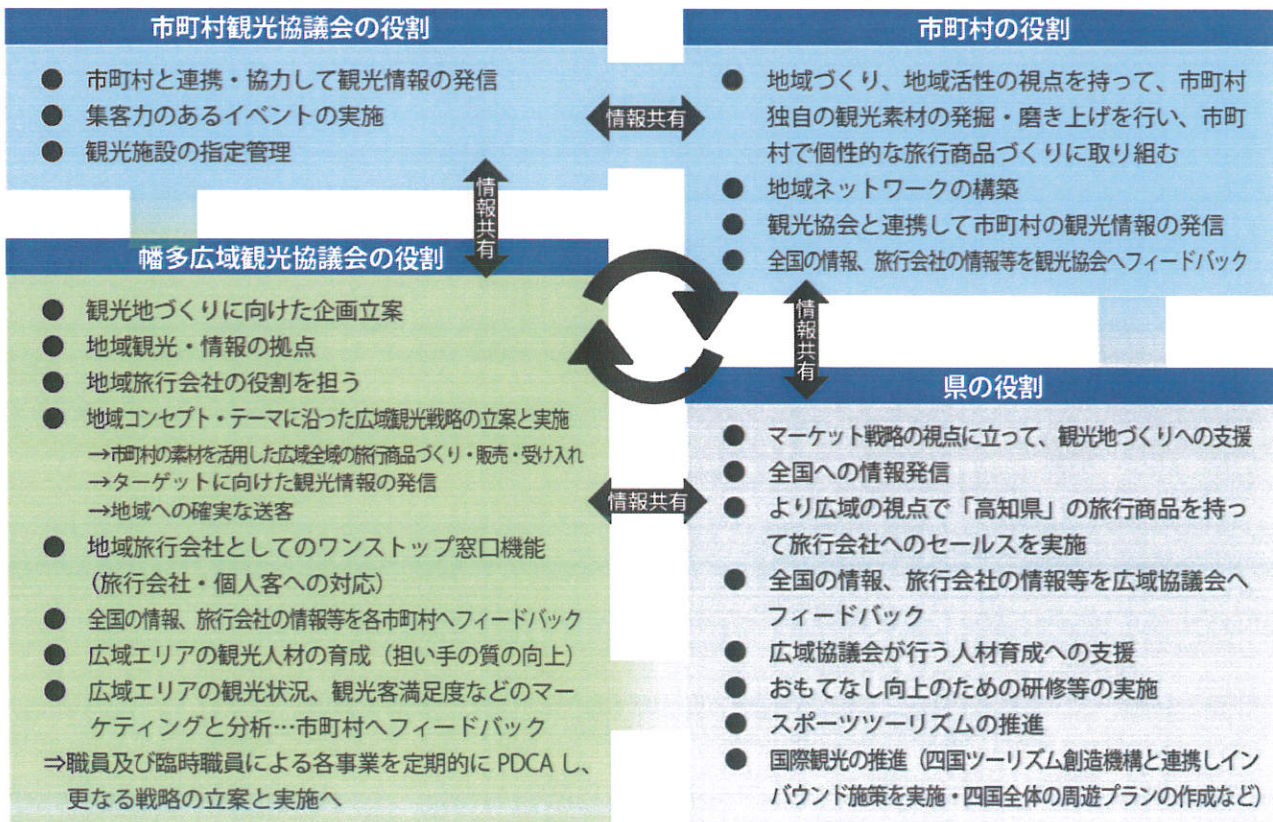 市町村観光協議会の役割
● 市町村と連携・協力して観光情報の発信
● 集客力のあるイベントの実施
● 観光施設の指定管理
情報共有
情報共有
市町村の役割
● 地域づくり、地域活性の視点を持って、市町村
独自の観光素材の発掘・磨き上げを行い、市町
村で個性的な旅行商品づくりに取り組む
● 地域ネットワークの構築
● 観光協会と連携して市町村の観光情報の発信
● 全国の情報、旅行会社の情報等を観光協会へフィードバック
情報共有
幡多広域観光協議会の役割
● 観光地づくりに向けた企画立案
● 地域観光・情報の拠点
● 地域旅行会社の役割を担う
● 地域コンセプト・テーマに沿った広域観光戦略の立案と実施
→市町村の素材を活用した広域全域の旅行商品づくり・販売・受け入れ
→ターゲットに向けた観光情報の発信
→地域への確実な送客
● 地域旅行会社としてのワンストップ窓口機能
(旅行会社・個人客への対応)
● 全国の情報、旅行会社の情報等を各市町村へフィードバック
● 広域エリアの観光人材の育成(担い手の質の向上)
● 広域エリアの観光状況、観光客満足度などのマー
ケティングと分析…市町村へフィードバック
⇒職員及び臨時職員による各事業を定期的に PDCA し、
更なる戦略の立案と実施へ
情報共有
県の役割
● マーケット戦略の視点に立って、観光地づくりへの支援
● 全国への情報発信
● より広域の視点で「高知県」の旅行商品を持っ
て旅行会社へのセールスを実施
● 全国の情報、旅行会社の情報等を広域協議会へ
フィードバック
● 広域協議会が行う人材育成への支援
● おもてなし向上のための研修等の実施
● スポーツツーリズムの推進
● 国際観光の推進(四国ツーリズム創造機構と連携しイン
バウンド施策を実施・四国全体の周遊プランの作成など)